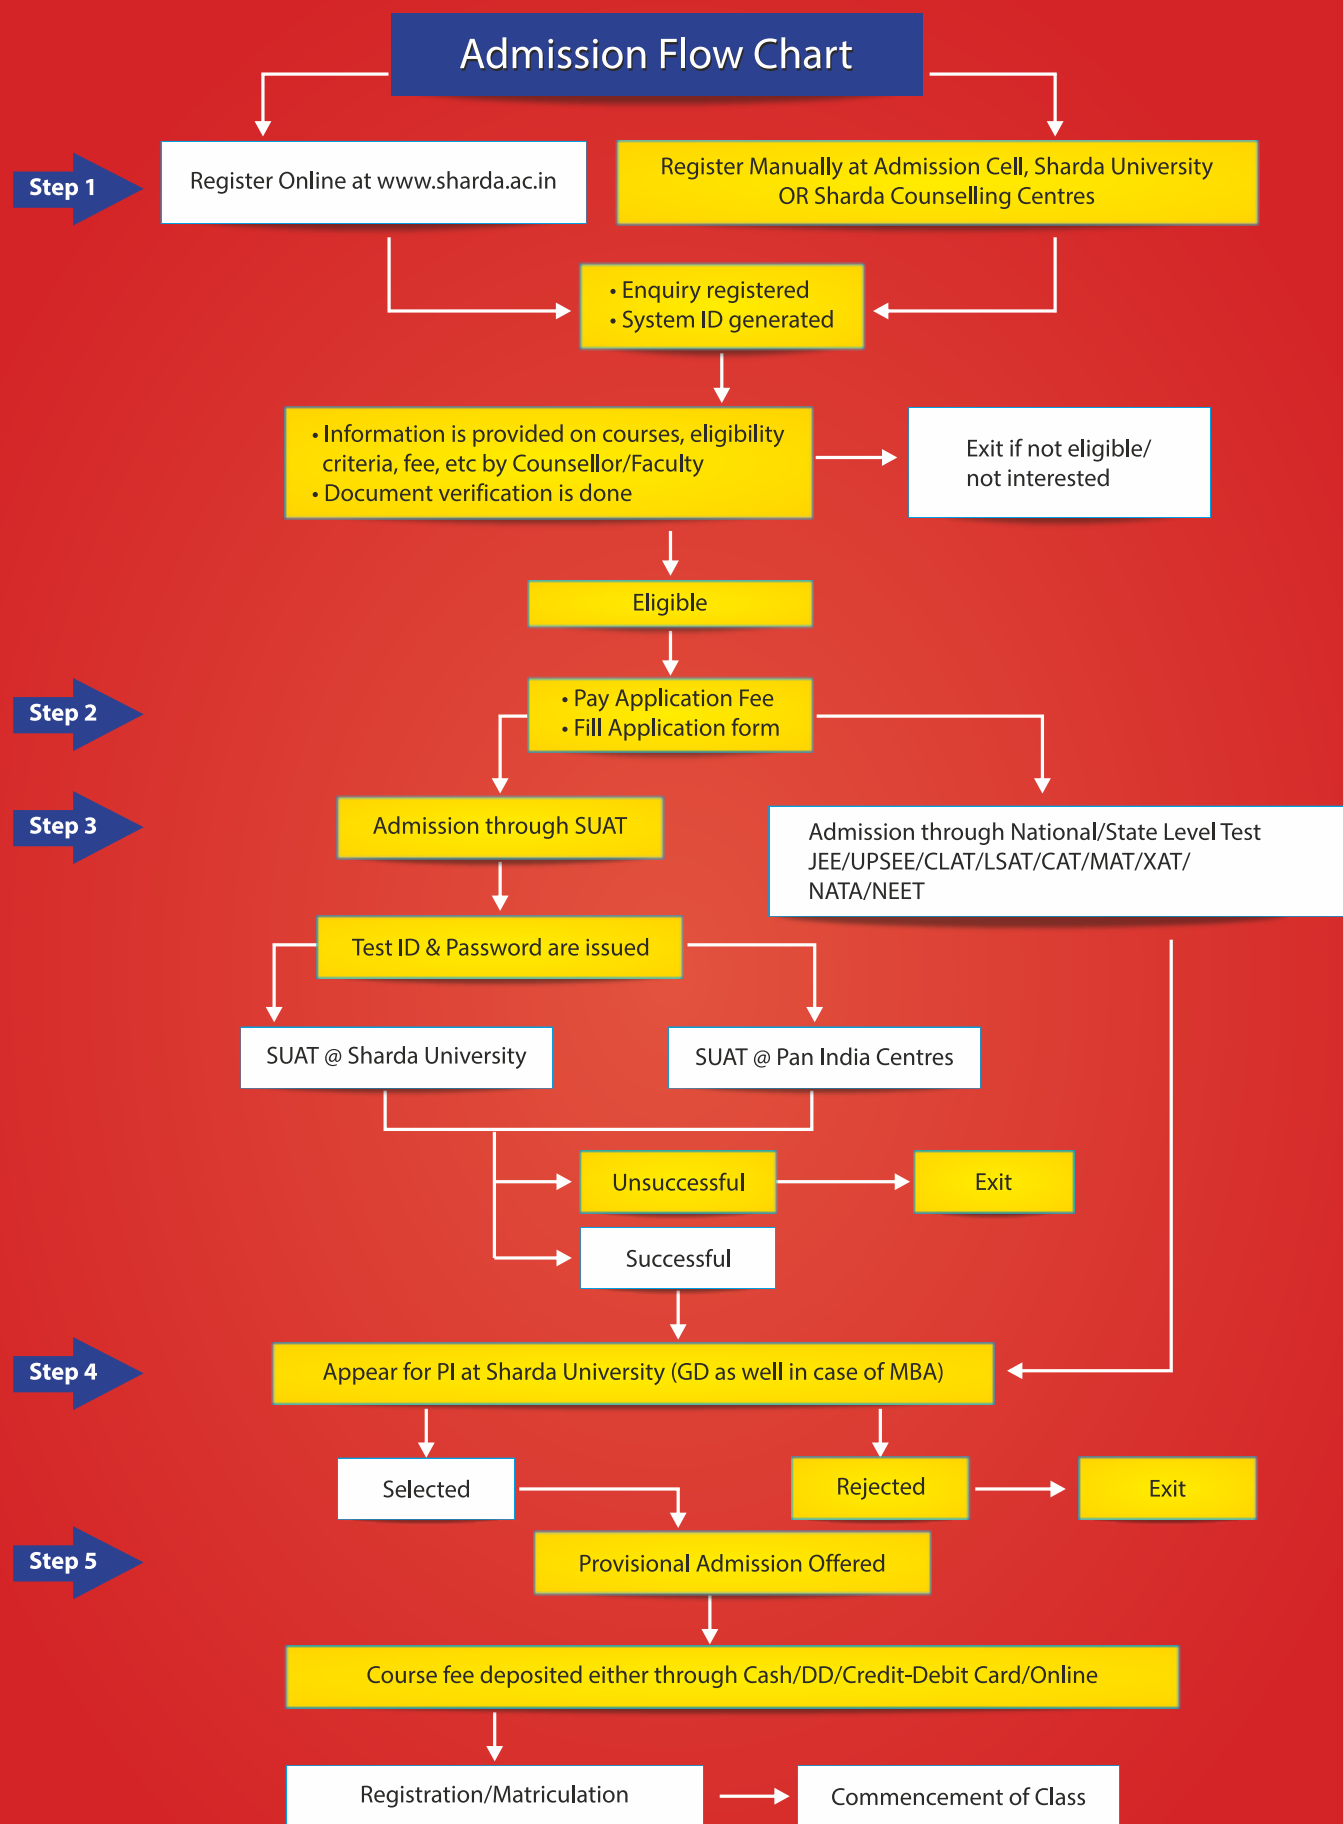 Admission Flow Chart
Step 1
Register Online at www.sharda.ac.in
Register Manually at Admission Cell, Sharda University
OR Sharda Counselling Centres
• Enquiry registered
• System ID generated
• Information is provided on courses, eligibility
criteria, fee, etc by Counsellor/Faculty
• Document verification is done
Exit if not eligible/
not interested
Eligible
Step 2
• Pay Application Fee
• Fill Application form
Step 3
Admission through SUAT
Admission through National/State Level Test
JEE/UPSEE/CLAT/LSAT/CAT/MAT/XAT/
NATA/NEET
Test ID & Password are issued
SUAT @ Sharda University
SUAT @ Pan India Centres
Unsuccessful
Exit
Successful
Step 4
Appear for PI at Sharda University (GD as well in case of MBA)
Selected
Rejected
Exit
Step 5
Provisional Admission Offered
Course fee deposited either through Cash/DD/Credit-Debit Card/Online
Registration/Matriculation
Commencement of Class